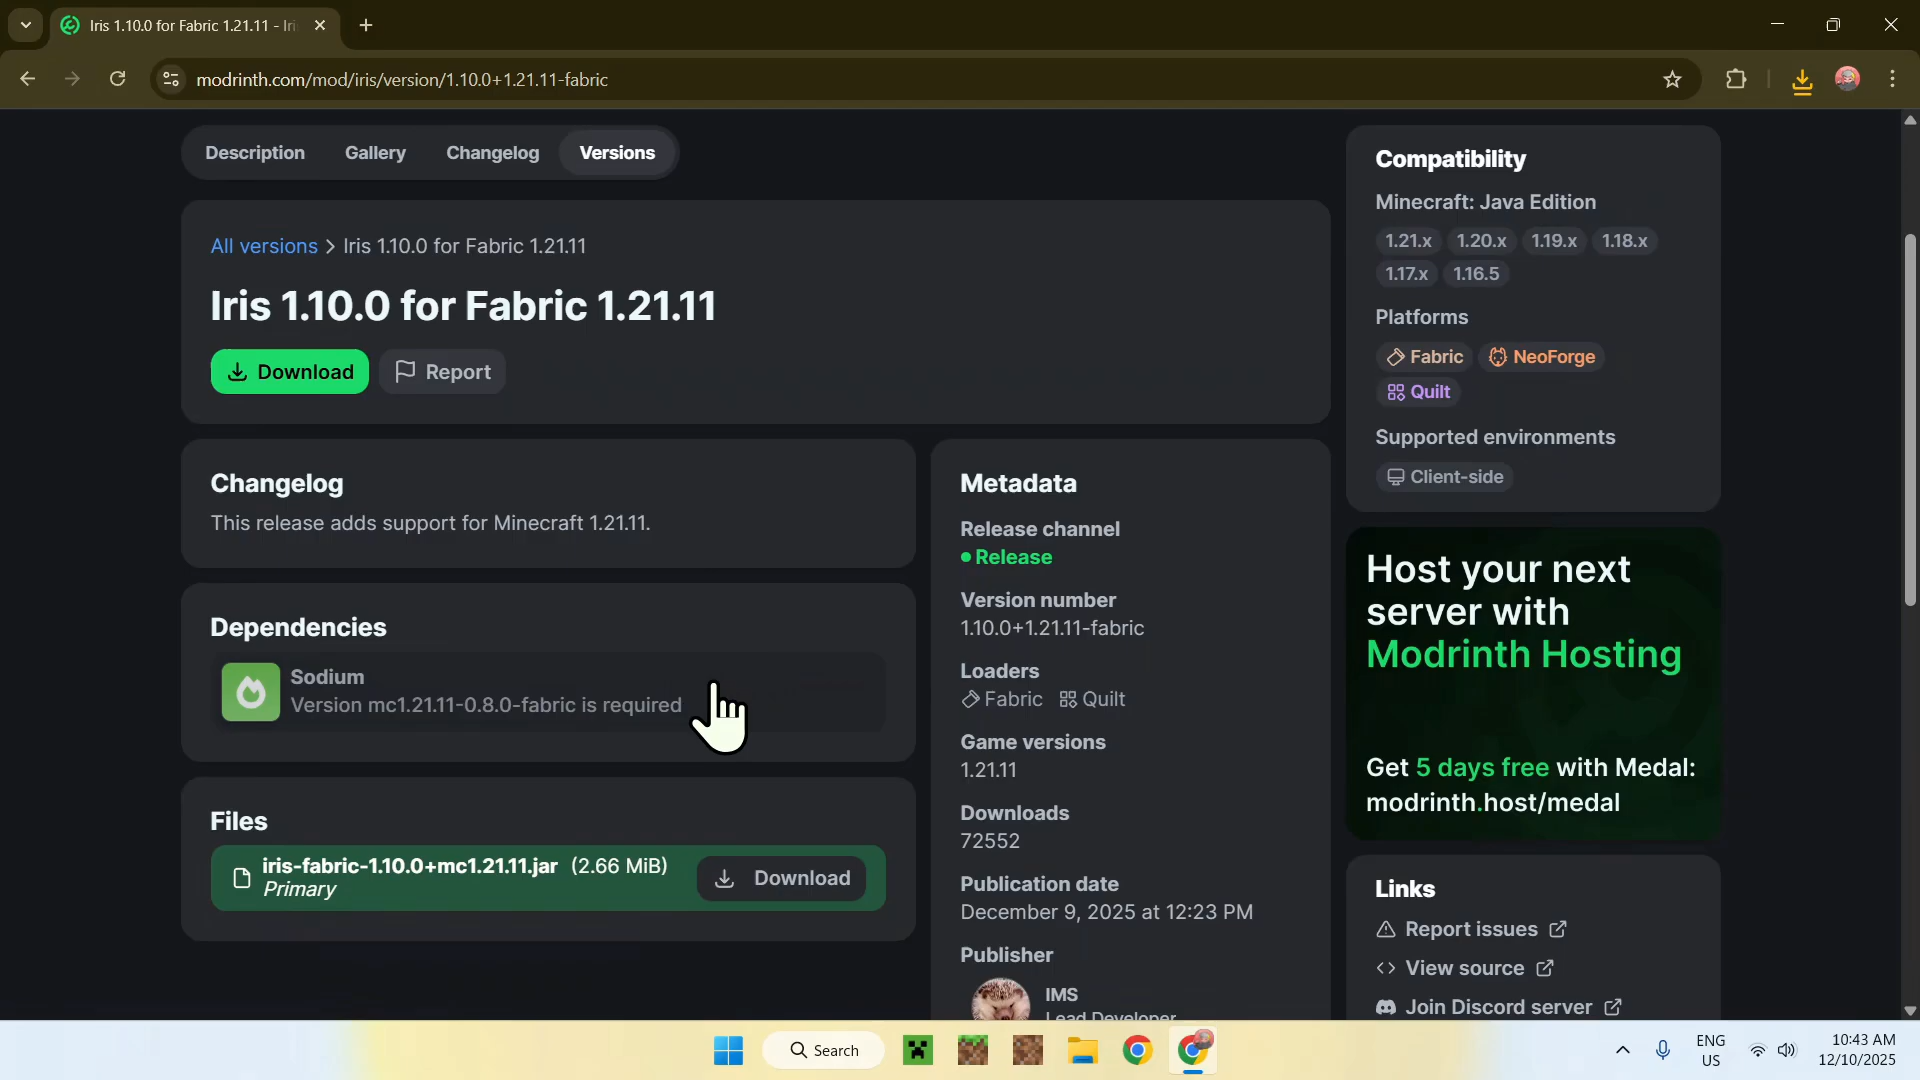 Iris 1.10.0 for Fabric 1.21.11 - Iri
modrinth.com/mod/iris/version/1.10.0+1.21.11-fabric
Description
Gallery
Changelog
Versions
All versions > Iris 1.10.0 for Fabric 1.21.11
Iris 1.10.0 for Fabric 1.21.11
Download
Report
Changelog
This release adds support for Minecraft 1.21.11.
Dependencies
Sodium
Version mc1.21.11-0.8.0-fabric is required
Files
iris-fabric-1.10.0+mc1.21.11.jar (2.66 MiB)
Primary
Download
Metadata
Release channel
Release
Version number
1.10.0+1.21.11-fabric
Loaders
Fabric Quilt
Game versions
1.21.11
Downloads
72552
Publication date
December 9, 2025 at 12:23 PM
Publisher
IMS
Lead Developer
Compatibility
Minecraft: Java Edition
1.21.x 1.20.x 1.19.x 1.18.x
1.17.x 1.16.5
Platforms
Fabric NeoForge
Quilt
Supported environments
Client-side
Host your next
server with
Modrinth Hosting
Get 5 days free with Medal:
modrinth.host/medal
Links
Report issues
View source
Join Discord server
Search
ENG
US
10:43 AM
12/10/2025